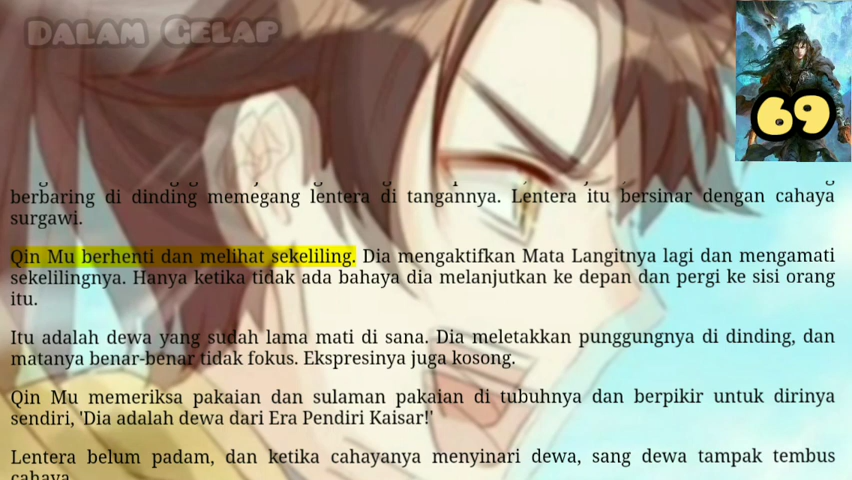 DALAM GELAP
69
berbaring di dinding memegang lentera di tangannya. Lentera itu bersinar dengan cahaya
surgawi.
Qin Mu berhenti dan melihat sekeliling. Dia mengaktifkan Mata Langitnya lagi dan mengamati
sekelilingnya. Hanya ketika tidak ada bahaya dia melanjutkan ke depan dan pergi ke sisi orang
itu.
Itu adalah dewa yang sudah lama mati di sana. Dia meletakkan punggungnya di dinding, dan
matanya benar-benar tidak fokus. Ekspresinya juga kosong.
Qin Mu memeriksa pakaian dan sulaman pakaian di tubuhnya dan berpikir untuk dirinya
sendiri, 'Dia adalah dewa dari Era Pendiri Kaisar!'
Lentera belum padam, dan ketika cahayanya menyinari dewa, sang dewa tampak tembus
cahaya